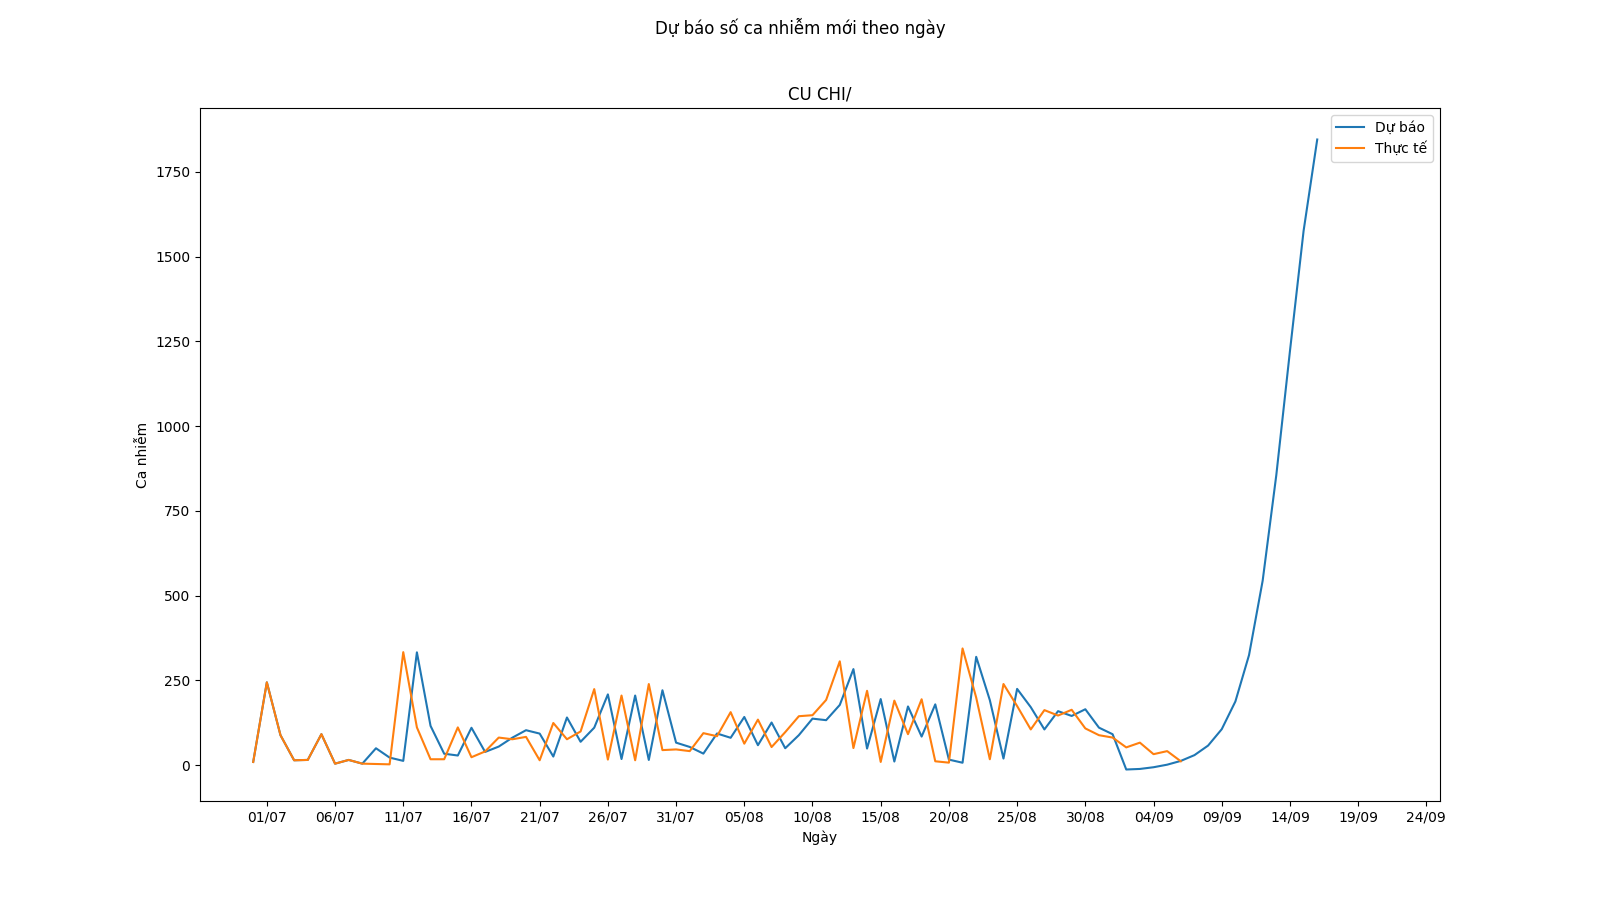 Dự báo số ca nhiễm mới theo ngày
CU CHI/
Dự báo
Thực tế
1750
1500
1250
1000
750
500
250
0
Ca nhiễm
01/07 06/07 11/07 16/07 21/07 26/07 31/07 05/08 10/08 15/08 20/08 25/08 30/08 04/09 09/09 14/09 19/09 24/09
Ngày